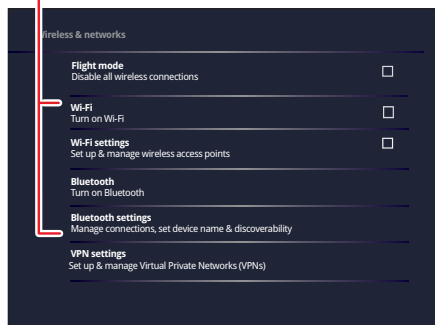 Wireless & networks
Flight mode
Disable all wireless connections
Wi-Fi
Turn on Wi-Fi
Wi-Fi settings
Set up & manage wireless access points
Bluetooth
Turn on Bluetooth
Bluetooth settings
Manage connections, set device name & discoverability
VPN settings
Set up & manage Virtual Private Networks (VPNs)